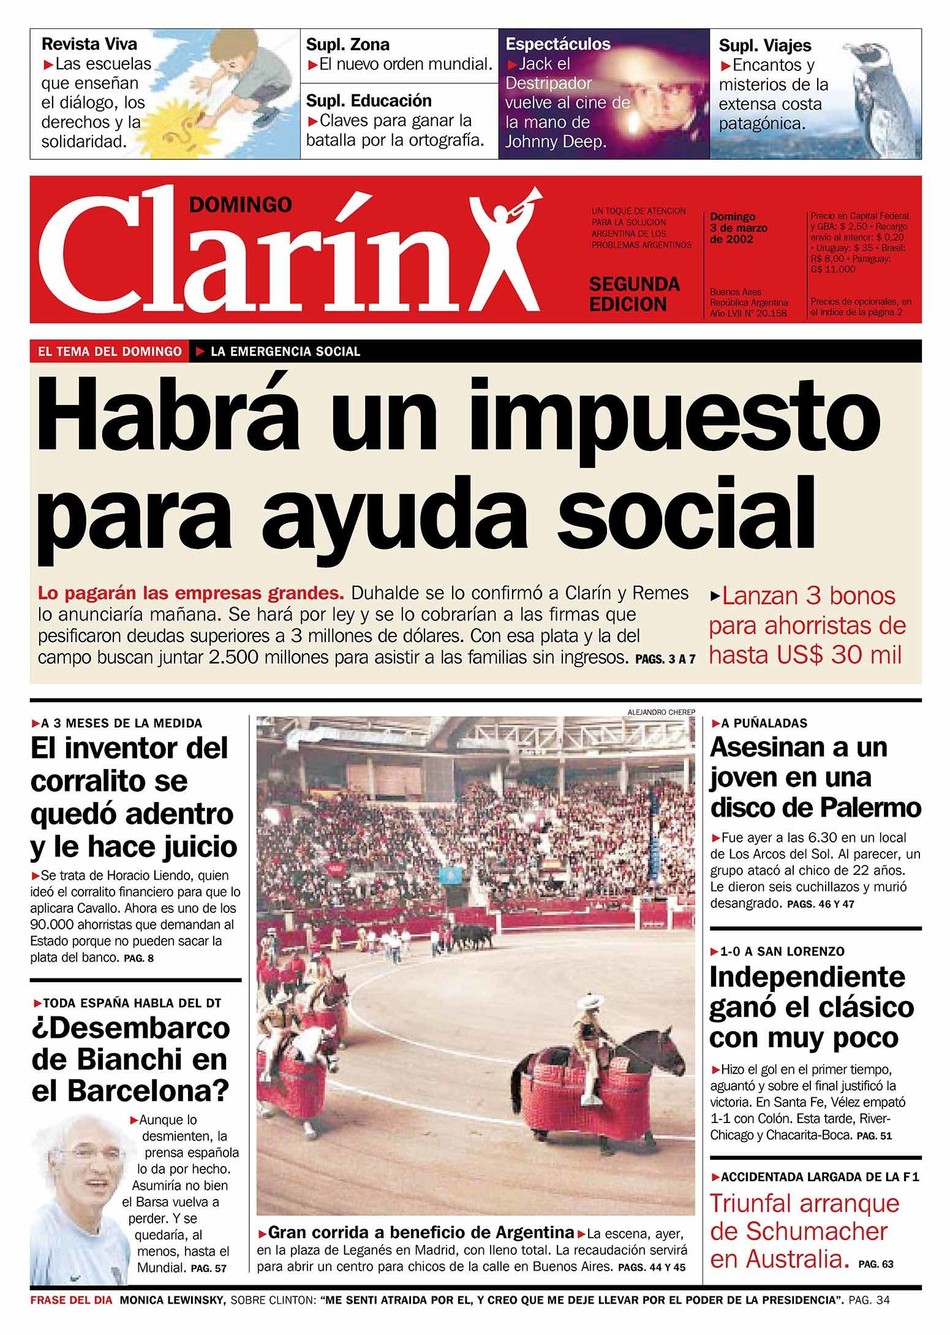 Revista Viva
►Las escuelas
que enseñan
el diálogo, los
derechos y la
solidaridad.
Supl. Zona
►El nuevo orden mundial.
Supl. Educación
►Claves para ganar la
batalla por la ortografía.
Espectáculos
►Jack el
Destripador
vuelve al cine de
la mano de
Johnny Deep.
Supl. Viajes
►Encantos y
misterios de la
extensa costa
patagónica.
DOMINGO
Clarín
UN TOQUE DE ATENCION
PARA LA SOLUCION
ARGENTINA DE LOS
PROBLEMAS ARGENTINOS
SEGUNDA
EDICION
Domingo
3 de marzo
de 2002
Buenos Aires
República Argentina
Año LVII N° 20.158
Precio en Capital Federal
y GBA: $ 2,50 • Recargo
envío al interior: $ 0,20
• Uruguay: $ 35 • Brasil:
R$ 8,00 • Paraguay:
G$ 11.000
Precios de opcionales, en
el índice de la página 2
EL TEMA DEL DOMINGO ► LA EMERGENCIA SOCIAL
Habrá un impuesto
para ayuda social
Lo pagarán las empresas grandes. Duhalde se lo confirmó a Clarín y Remes
lo anunciaría mañana. Se hará por ley y se lo cobrarían a las firmas que
pesificaron deudas superiores a 3 millones de dólares. Con esa plata y la del
campo buscan juntar 2.500 millones para asistir a las familias sin ingresos. PAGS. 3 A 7
►Lanzan 3 bonos
para ahorristas de
hasta US$ 30 mil
►A 3 MESES DE LA MEDIDA
El inventor del
corralito se
quedó adentro
y le hace juicio
►Se trata de Horacio Liendo, quien
ideó el corralito financiero para que lo
aplicara Cavallo. Ahora es uno de los
90.000 ahorristas que demandan al
Estado porque no pueden sacar la
plata del banco. PAG. 8
►TODA ESPAÑA HABLA DEL DT
¿Desembarco
de Bianchi en
el Barcelona?
►Aunque lo
desmienten, la
prensa española
lo da por hecho.
Asumiría no bien
el Barsa vuelva a
perder. Y se
quedaría, al
menos, hasta el
Mundial. PAG. 57
ALEJANDRO CHEREP
►Gran corrida a beneficio de Argentina ►La escena, ayer,
en la plaza de Leganés en Madrid, con lleno total. La recaudación servirá
para abrir un centro para chicos de la calle en Buenos Aires. PAGS. 44 Y 45
►A PUÑALADAS
Asesinan a un
joven en una
disco de Palermo
►Fue ayer a las 6.30 en un local
de Los Arcos del Sol. Al parecer, un
grupo atacó al chico de 22 años.
Le dieron seis cuchillazos y murió
desangrado. PAGS. 46 Y 47
►1-0 A SAN LORENZO
Independiente
ganó el clásico
con muy poco
►Hizo el gol en el primer tiempo,
aguantó y sobre el final justificó la
victoria. En Santa Fe, Vélez empató
1-1 con Colón. Esta tarde, River-
Chicago y Chacarita-Boca. PAG. 51
►ACCIDENTADA LARGADA DE LA F1
Triunfal arranque
de Schumacher
en Australia. PAG. 63
FRASE DEL DIA MONICA LEWINSKY, SOBRE CLINTON: “ME SENTI ATRAIDA POR EL, Y CREO QUE ME DEJE LLEVAR POR EL PODER DE LA PRESIDENCIA”. PAG. 34